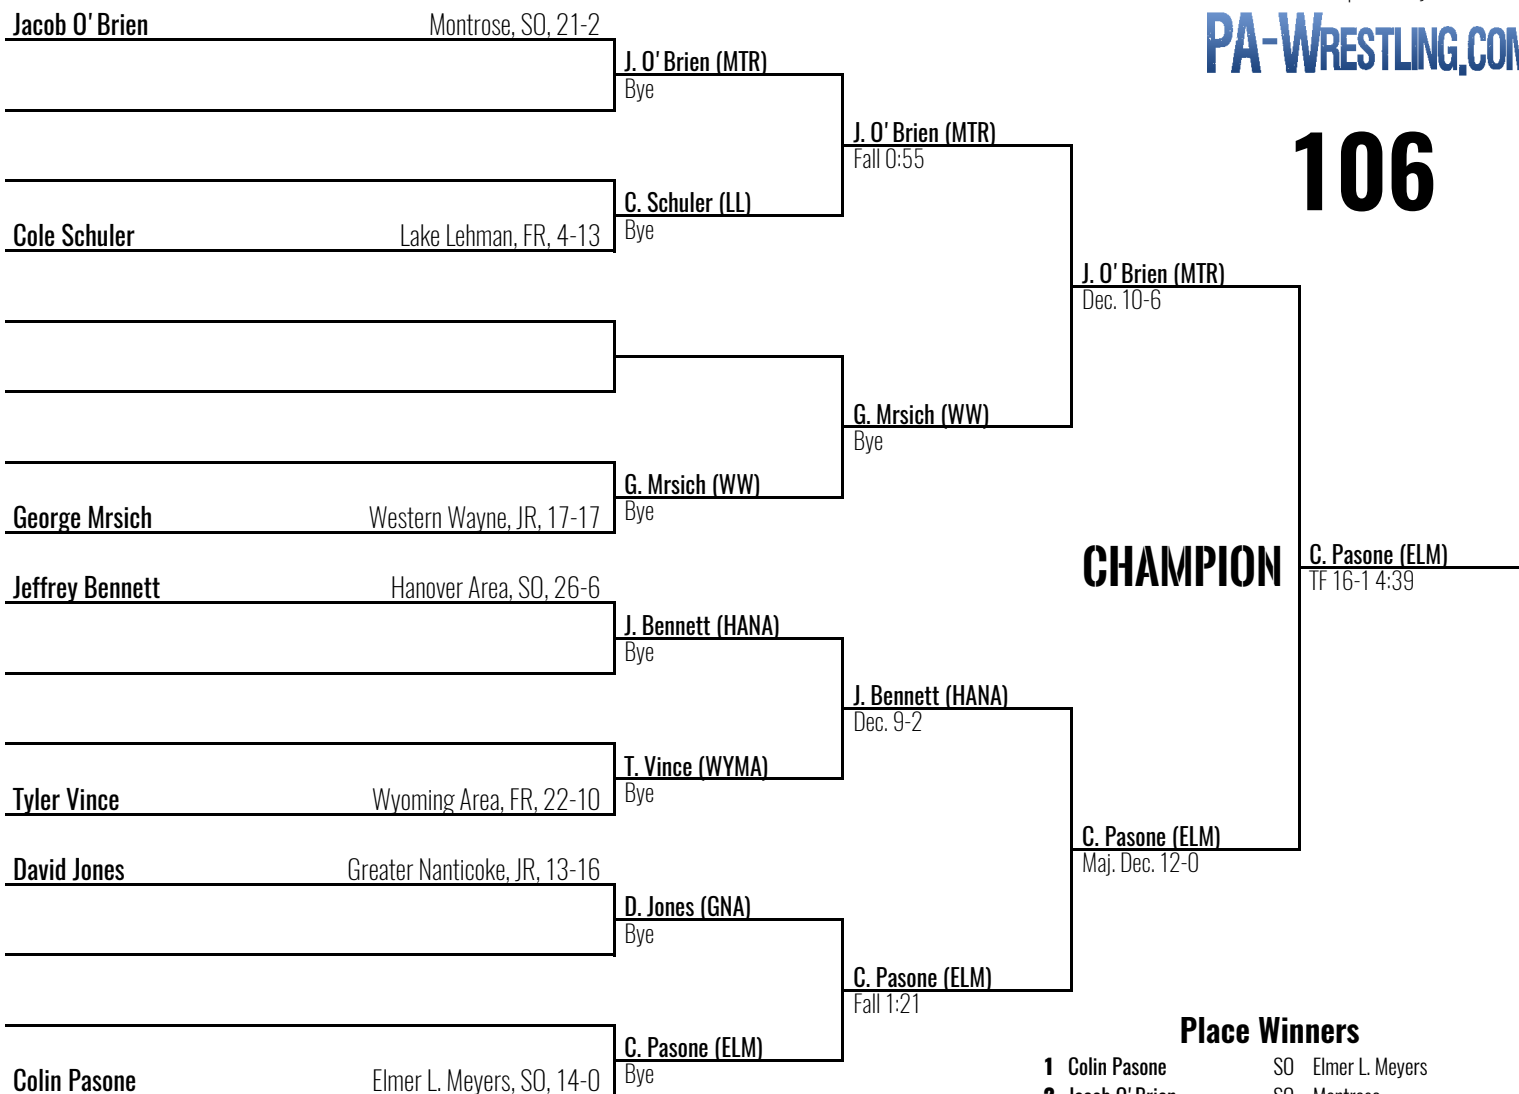 Jacob O'Brien Montrose, SO, 21-2
J. O'Brien (MTR)
Bye
J. O'Brien (MTR)
Fall 0:55
C. Schuler (LL)
Bye
Cole Schuler Lake Lehman, FR, 4-13
J. O'Brien (MTR)
Dec. 10-6
G. Mrsich (WW)
Bye
G. Mrsich (WW)
Bye
George Mrsich Western Wayne, JR, 17-17
PA-WRESTLING.COM
106
CHAMPION
C. Pasone (ELM)
TF 16-1 4:39
Jeffrey Bennett Hanover Area, SO, 26-6
J. Bennett (HANA)
Bye
J. Bennett (HANA)
Dec. 9-2
T. Vince (WYMA)
Bye
Tyler Vince Wyoming Area, FR, 22-10
C. Pasone (ELM)
Maj. Dec. 12-0
David Jones Greater Nanticoke, JR, 13-16
D. Jones (GNA)
Bye
C. Pasone (ELM)
Fall 1:21
C. Pasone (ELM)
Bye
Colin Pasone Elmer L. Meyers, SO, 14-0
Place Winners
1 Colin Pasone SO Elmer L. Meyers
2 Jacob O'Brien SO Montrose